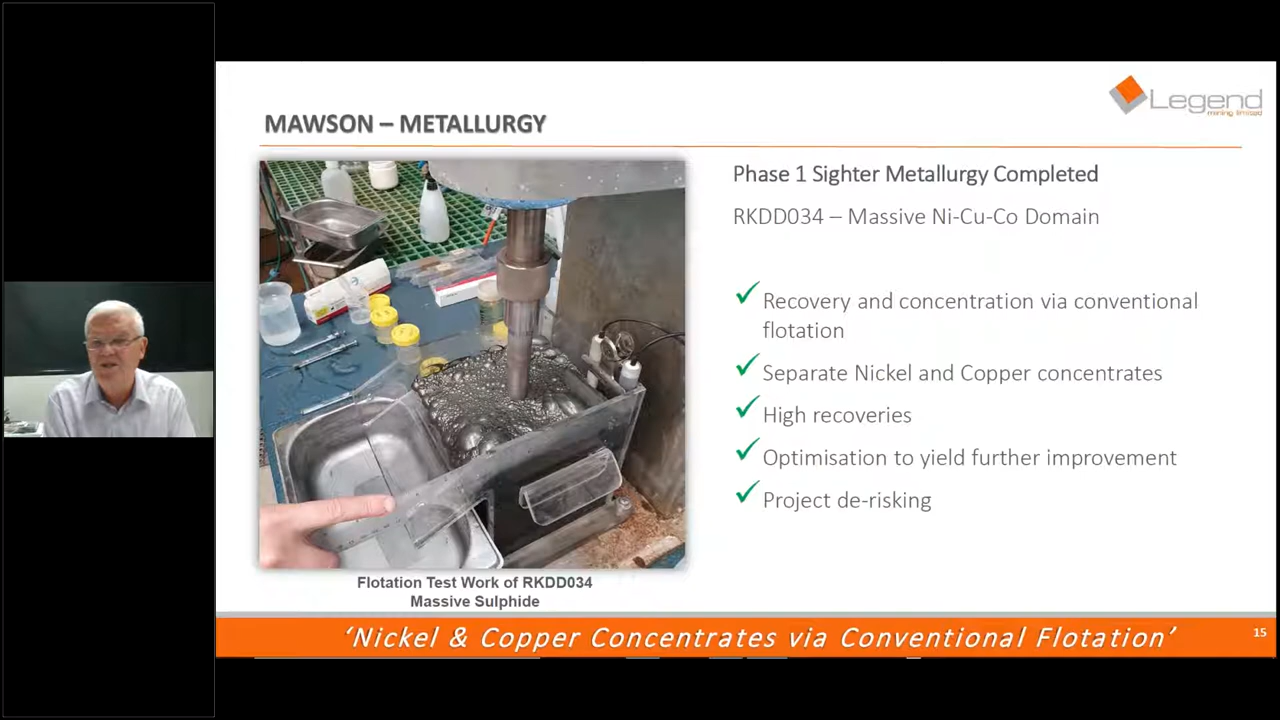 Legend
mining limited
MAWSON – METALLURGY
Phase 1 Sighter Metallurgy Completed
RKDD034 – Massive Ni-Cu-Co Domain
Recovery and concentration via conventional
flotation
Separate Nickel and Copper concentrates
High recoveries
Optimisation to yield further improvement
Project de-risking
Flotation Test Work of RKDD034
Massive Sulphide
‘Nickel & Copper Concentrates via Conventional Flotation’
15